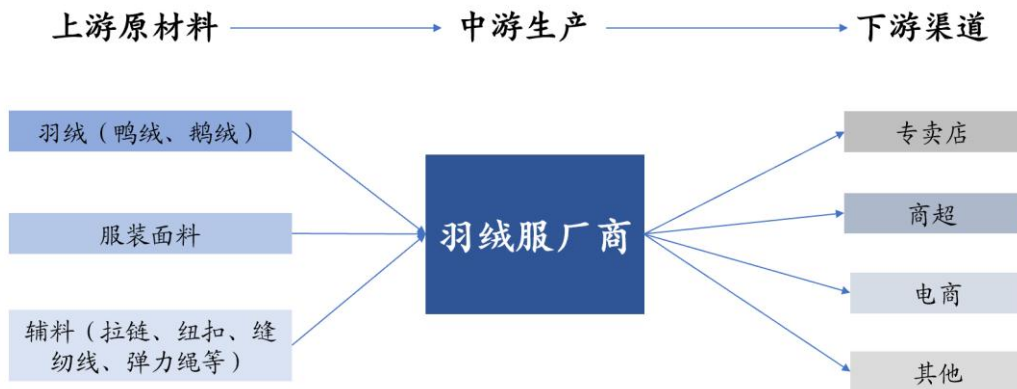 上游原材料
中游生产
下游渠道
羽绒（鸭绒、鹅绒）
服装面料
辅料（拉链、纽扣、缝
纫线、弹力绳等）
羽绒服厂商
专卖店
商超
电商
其他